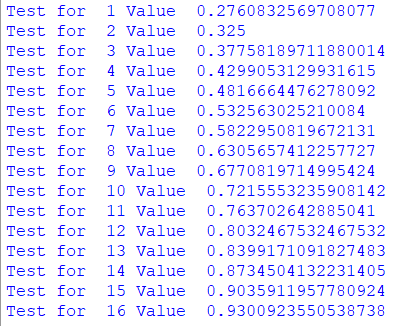 Test for  1 Value  0.2760832569708077
Test for  2 Value  0.325
Test for  3 Value  0.37758189711880014
Test for  4 Value  0.4299053129931615
Test for  5 Value  0.4816664476278092
Test for  6 Value  0.532563025210084
Test for  7 Value  0.5822950819672131
Test for  8 Value  0.6305657412257727
Test for  9 Value  0.6770819714995424
Test for  10 Value  0.7215553235908142
Test for  11 Value  0.763702642885041
Test for  12 Value  0.8032467532467532
Test for  13 Value  0.8399171091827483
Test for  14 Value  0.8734504132231405
Test for  15 Value  0.9035911957780924
Test for  16 Value  0.9300923550538738